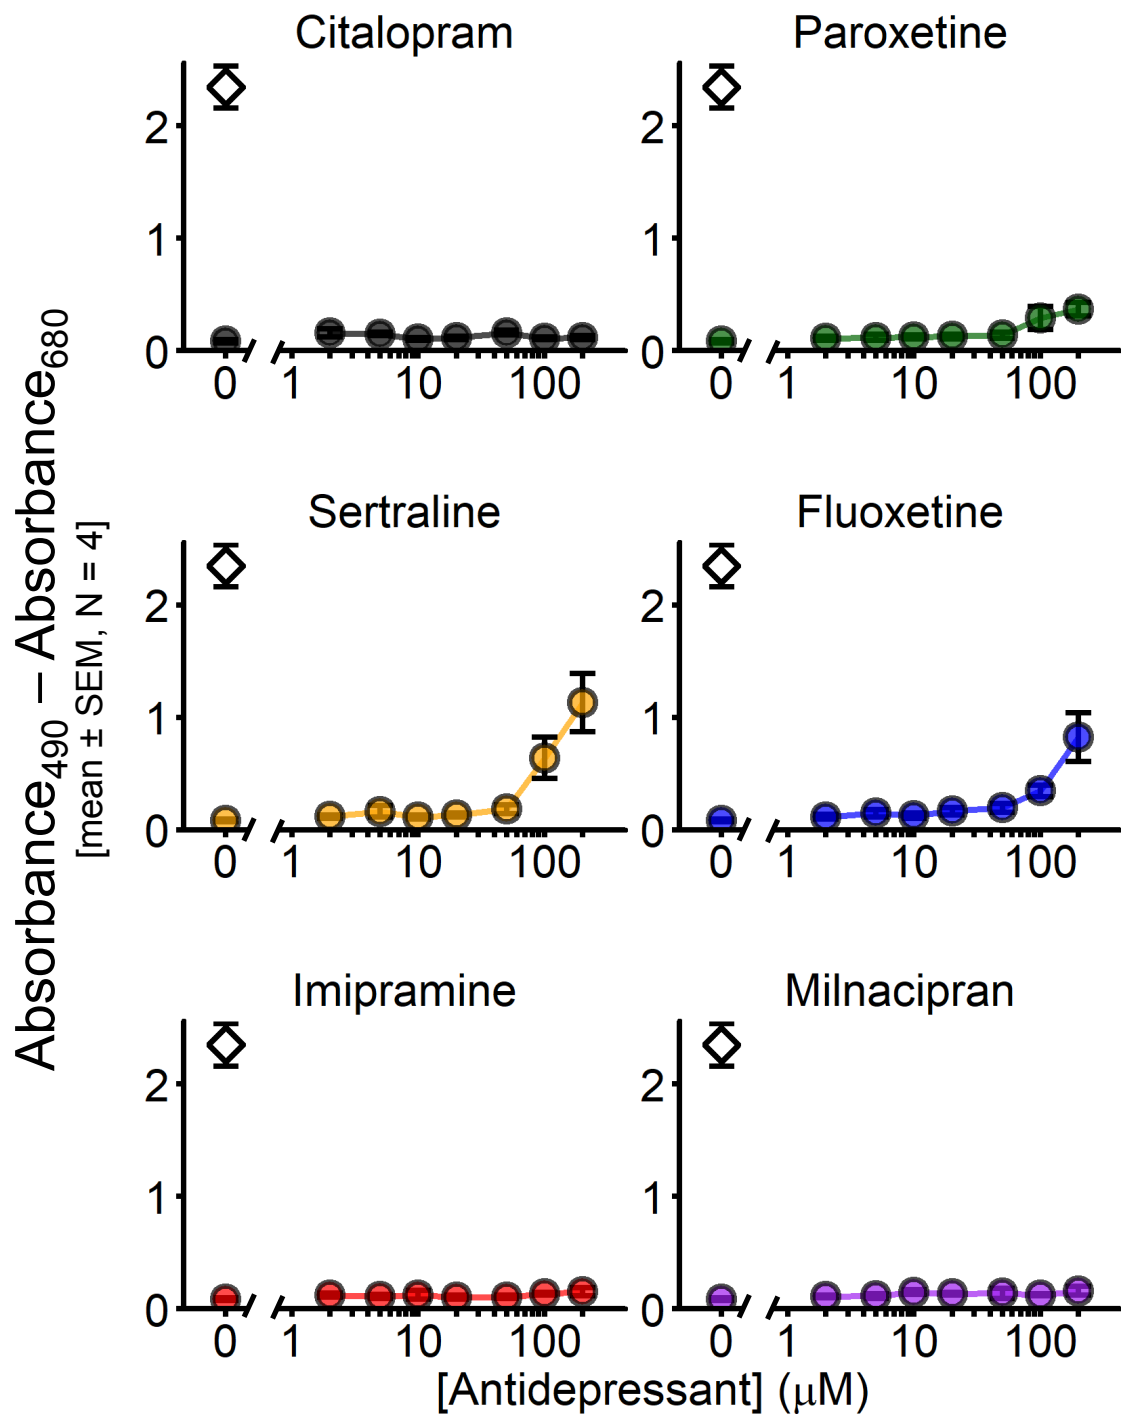 Citalopram
Paroxetine
2
1
0
0 1 10 100
2
1
0
0 1 10 100
Absorbance490 – Absorbance680
[mean ± SEM, N = 4]
Sertraline
Fluoxetine
2
1
0
0 1 10 100
2
1
0
0 1 10 100
Imipramine
Milnacipran
2
1
0
0 1 10 100
2
1
0
0 1 10 100
[Antidepressant] (μM)